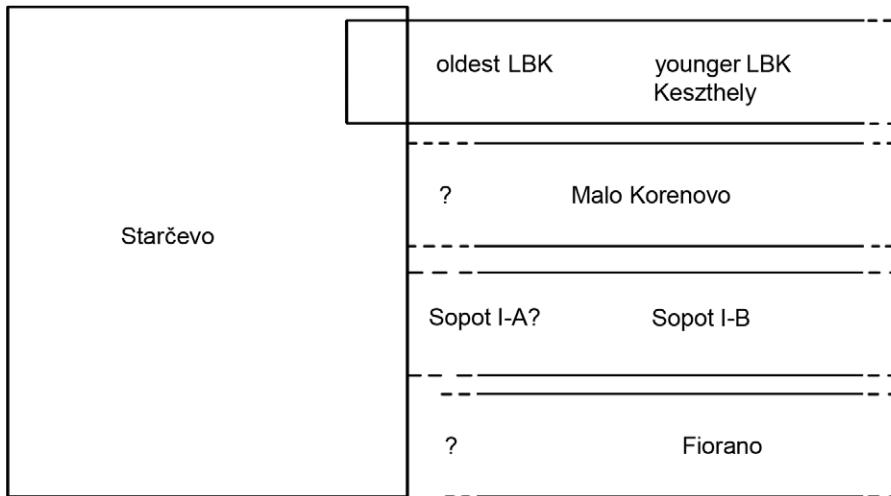 oldest LBK
younger LBK
Keszthely
?
Malo Korenovo
Starčevo
Sopot I-A?
Sopot I-B
?
Fiorano